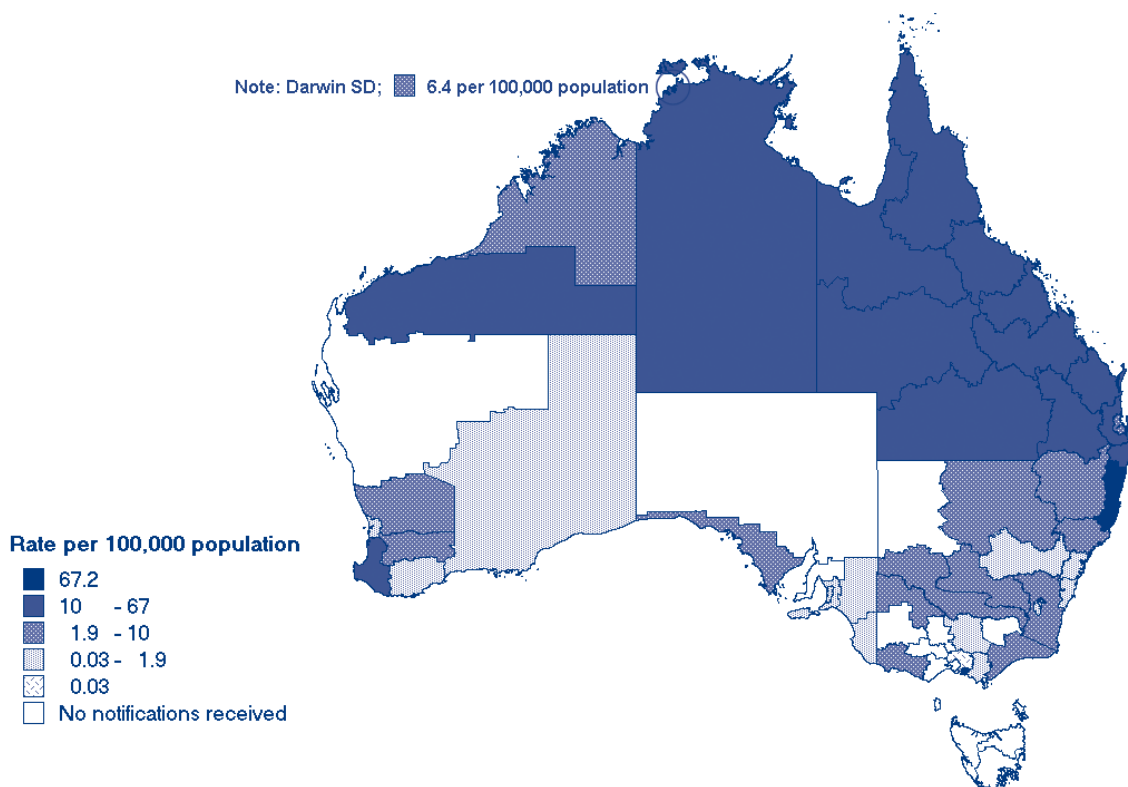 Note: Darwin SD; 6.4 per 100,000 population
Rate per 100,000 population
67.2
10 - 67
1.9 - 10
0.03 - 1.9
0.03
No notifications received